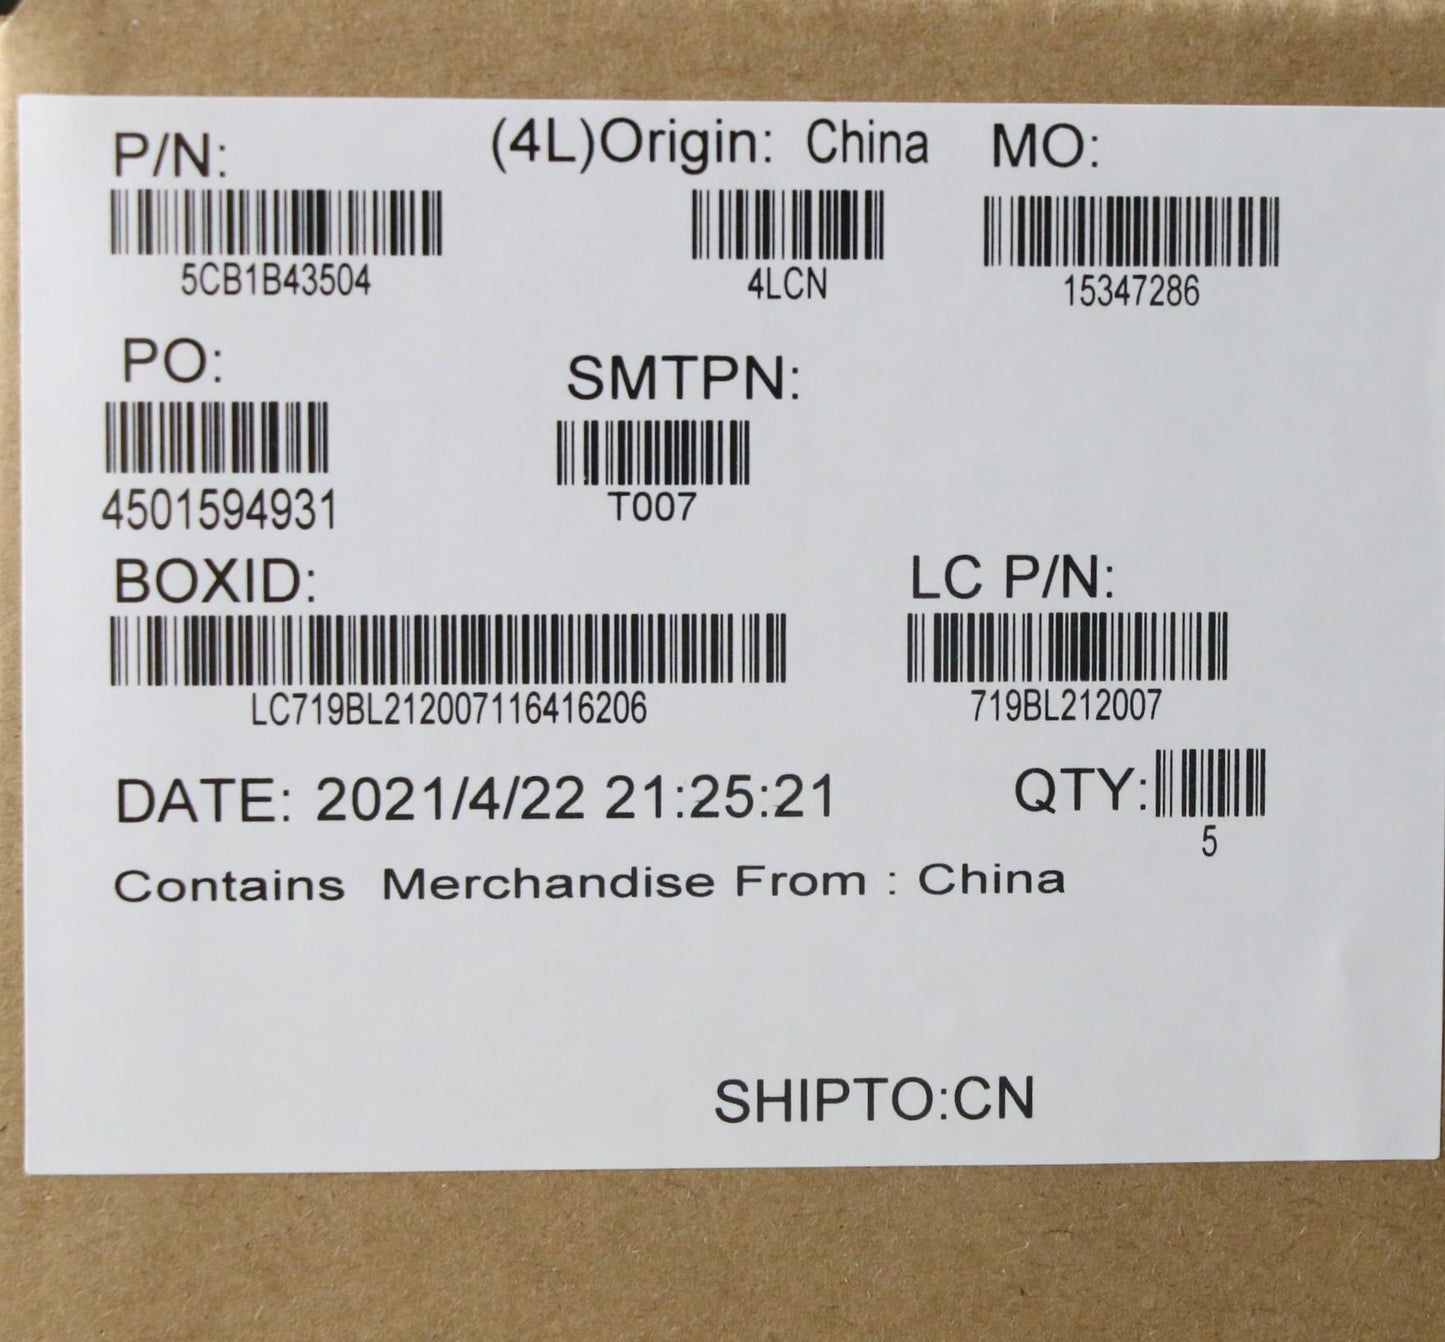 P/N: (4L)Origin: China MO:
5CB1B43504 4LCN 15347286
PO: SMTPN:
4501594931 T007
BOXID: LC P/N:
LC719BL212007116416206 719BL212007
DATE: 2021/4/22 21:25:21 QTY:
5
Contains Merchandise From : China
SHIPTO:CN